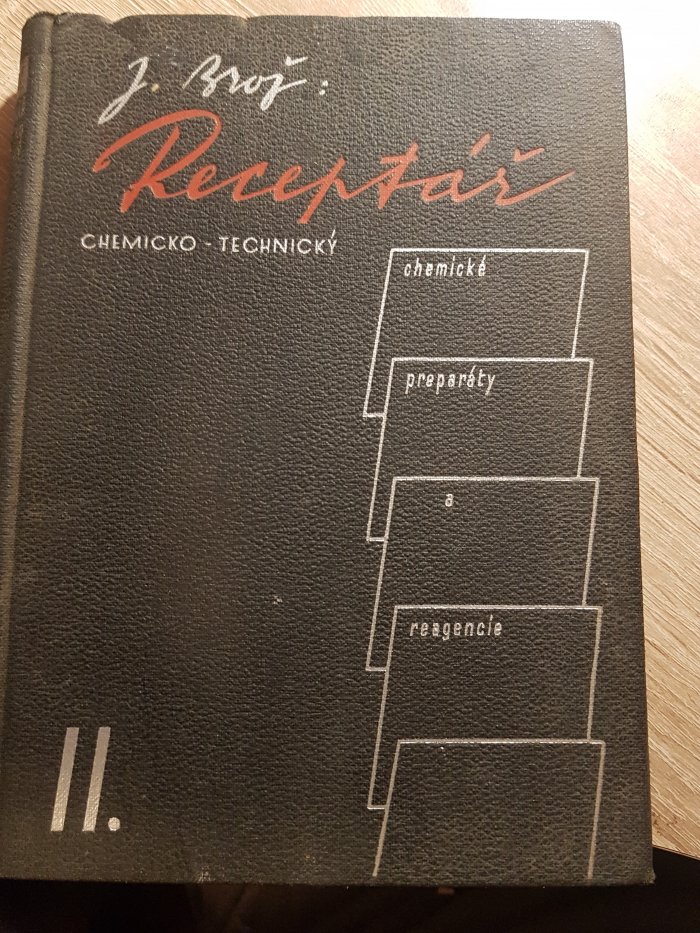 J. Brož:
Receptář
CHEMICKO-TECHNICKÝ
chemické
preparáty
a
reagencie
II.